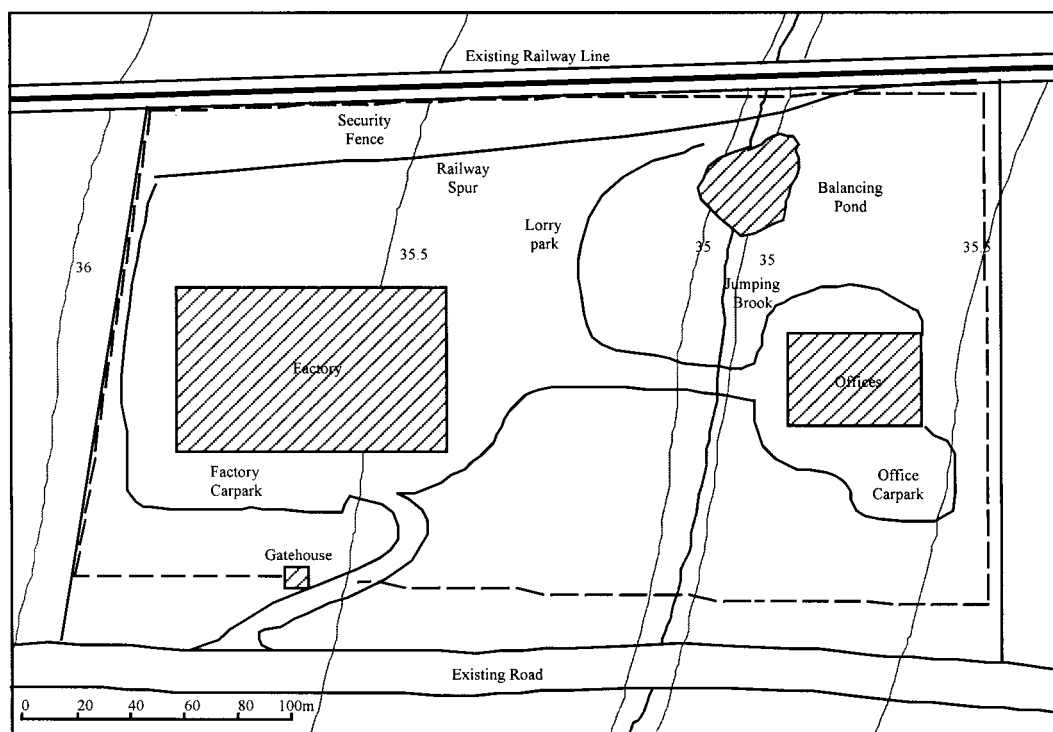 Existing Railway Line
Security
Fence
Railway
Spur
Balancing
Pond
Lorry
park
36
35.5
35
35
35.5
Jumping
Brook
Factory
Offices
Factory
Carpark
Office
Carpark
Gatehouse
Existing Road
0 20 40 60 80 100m